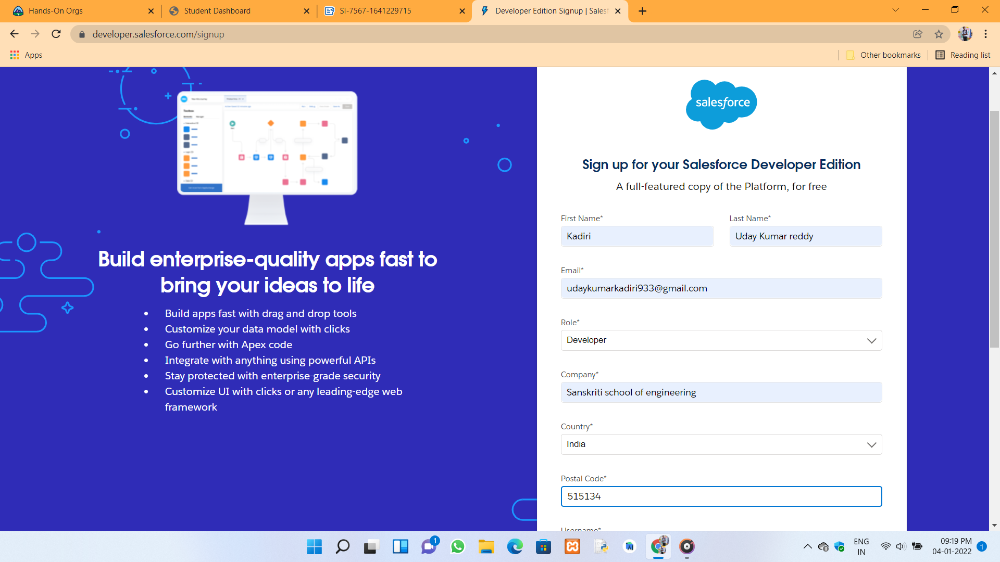 Hands-On Orgs
Student Dashboard
SI-7567-1641229715
Developer Edition Signup | Salesf
developer.salesforce.com/signup
Apps
Other bookmarks
Reading list
salesforce
Sign up for your Salesforce Developer Edition
A full-featured copy of the Platform, for free
First Name*
Last Name*
Kadiri
Uday Kumar reddy
Email*
udaykumarkadiri933@gmail.com
Role*
Developer
Company*
Sanskriti school of engineering
Country*
India
Postal Code*
515134
Username*
Build enterprise-quality apps fast to
bring your ideas to life
• Build apps fast with drag and drop tools
• Customize your data model with clicks
• Go further with Apex code
• Integrate with anything using powerful APIs
• Stay protected with enterprise-grade security
• Customize UI with clicks or any leading-edge web
framework
1
ENG
IN
09:19 PM
04-01-2022
1